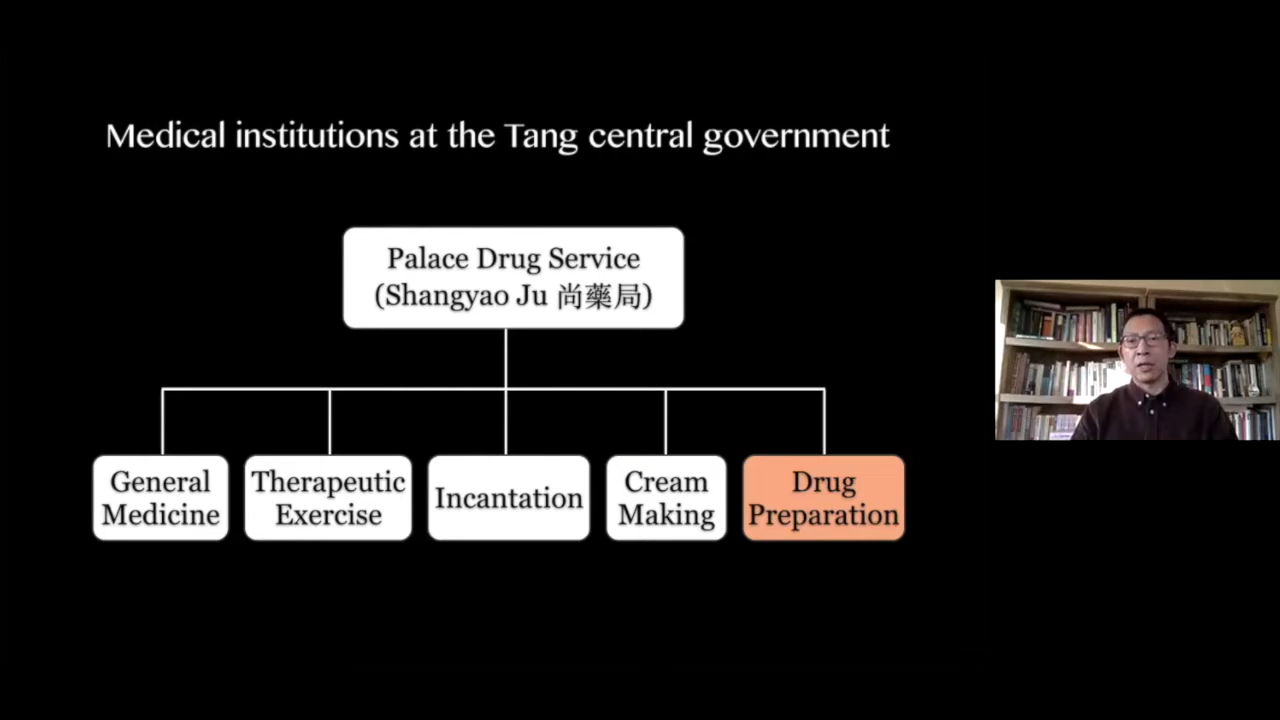 Medical institutions at the Tang central government
Palace Drug Service
(Shangyao Ju 尚藥局)
General
Medicine
Therapeutic
Exercise
Incantation
Cream
Making
Drug
Preparation